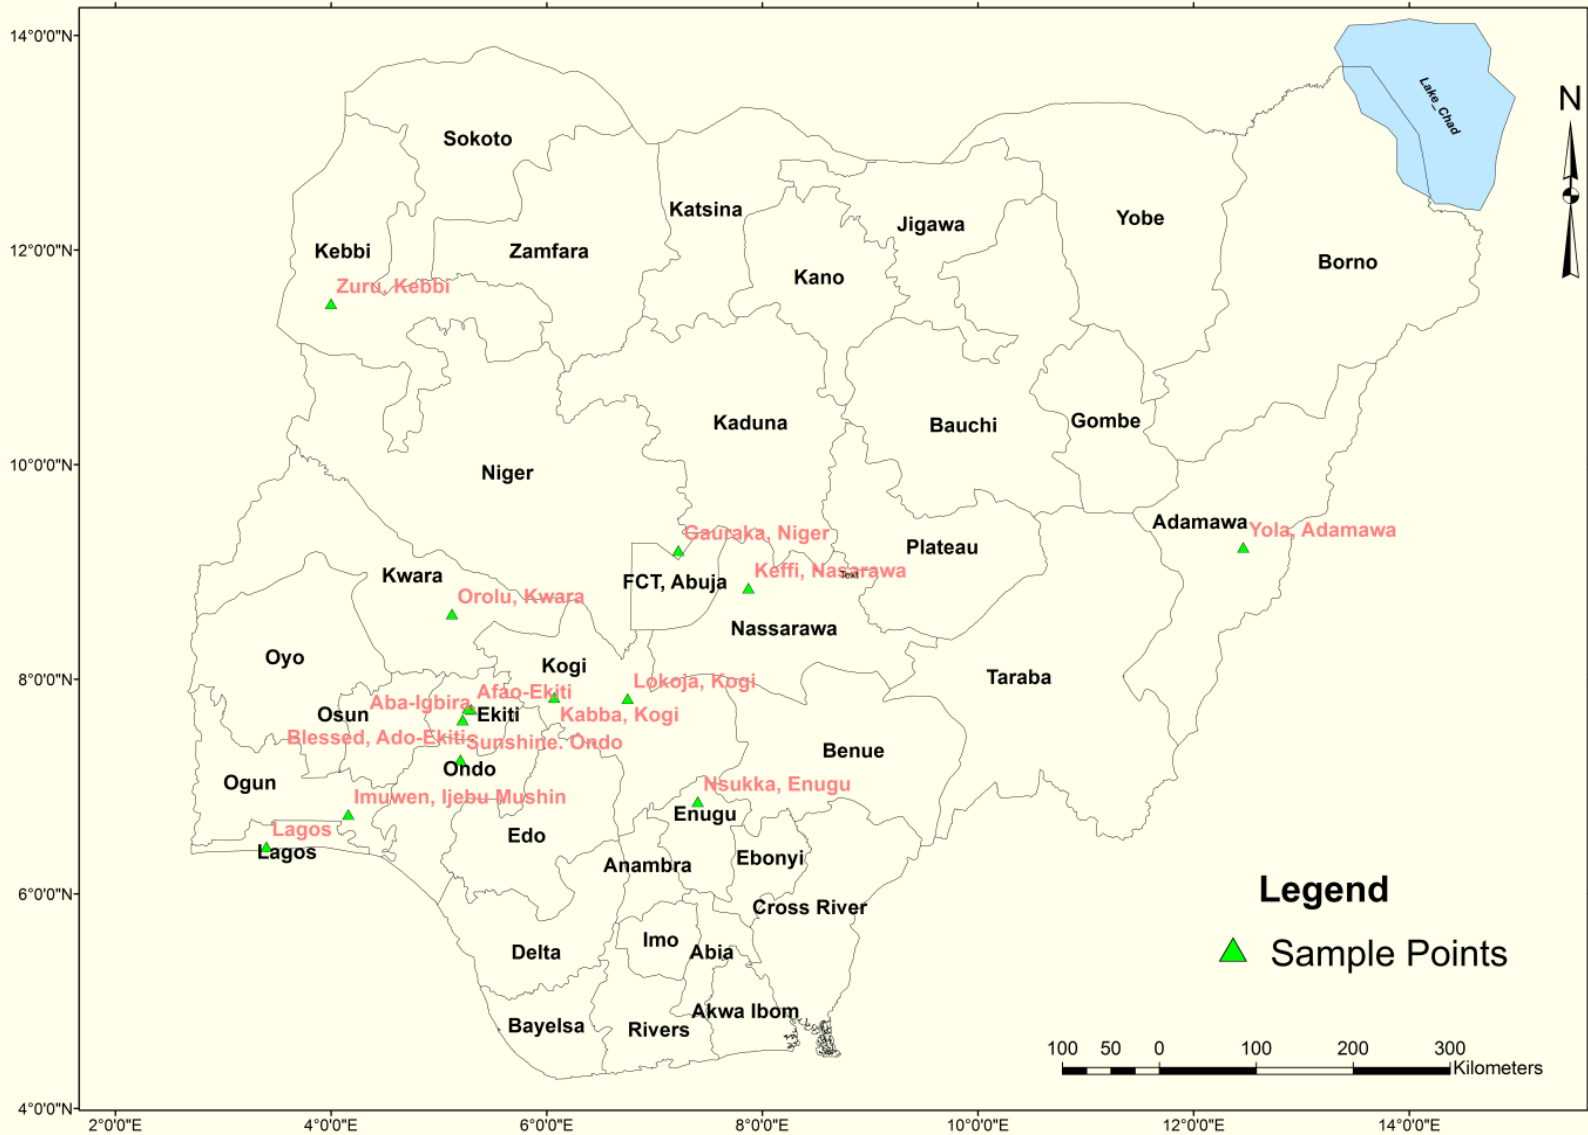 14°0'0"N
N
Lake_Chad
Sokoto
Katsina
Yobe
Jigawa
12°0'0"N
Kebbi
Zamfara
Borno
Kano
Zuru, Kebbi
Kaduna
Gombe
Bauchi
10°0'0"N
Niger
Adamawa
Yola, Adamawa
Gauraka, Niger
Plateau
Kwara
FCT, Abuja
Keffi, Nasarawa
Text
Orolu, Kwara
Nassarawa
Oyo
Kogi
8°0'0"N
Taraba
Lokoja, Kogi
Afao-Ekiti
Aba-Igbira
Osun
Ekiti
Kabba, Kogi
Blessed, Ado-Ekiti
Sunshine. Ondo
Benue
Ondo
Ogun
Nsukka, Enugu
Imuwen, Ijebu Mushin
Enugu
Lagos
Edo
Lagos
Anambra
Ebonyi
6°0'0"N
Legend
Cross River
Imo
Delta
Abia
Sample Points
Akwa Ibom
Bayelsa
Rivers
100 50 0 100 200 300
Kilometers
4°0'0"N
2°0'0"E 4°0'0"E 6°0'0"E 8°0'0"E 10°0'0"E 12°0'0"E 14°0'0"E